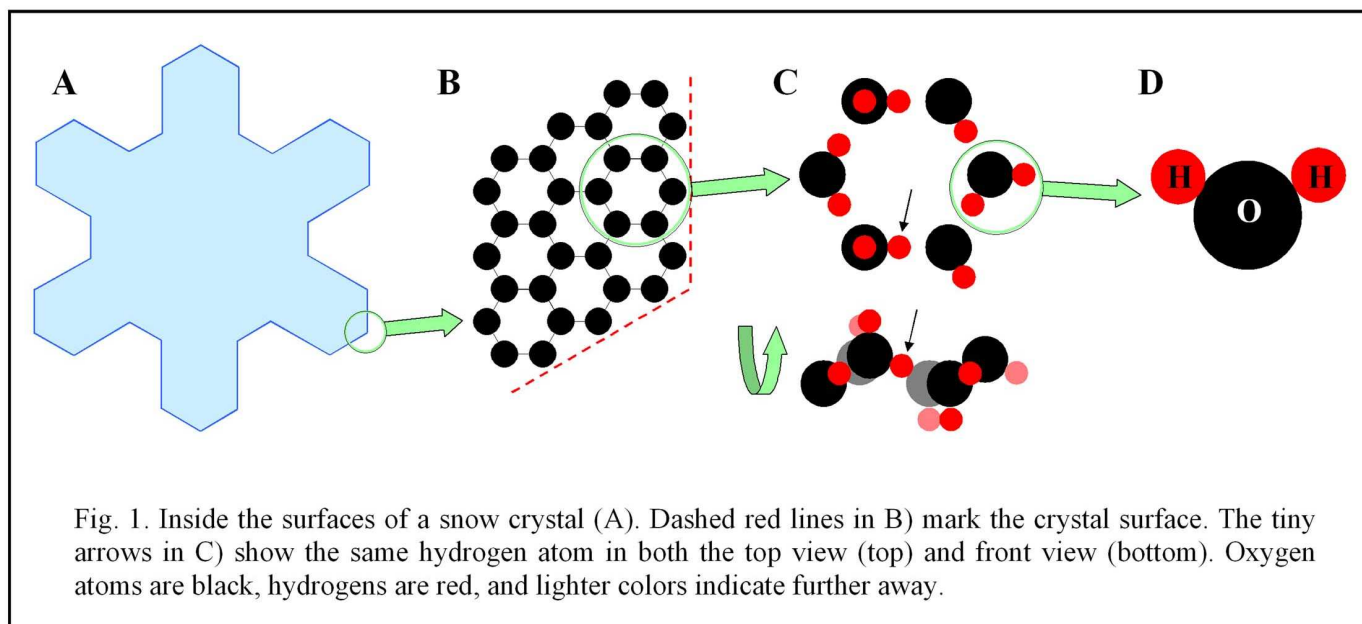 A
B
C
D
H
H
O
Fig. 1. Inside the surfaces of a snow crystal (A). Dashed red lines in B) mark the crystal surface. The tiny
arrows in C) show the same hydrogen atom in both the top view (top) and front view (bottom). Oxygen
atoms are black, hydrogens are red, and lighter colors indicate further away.